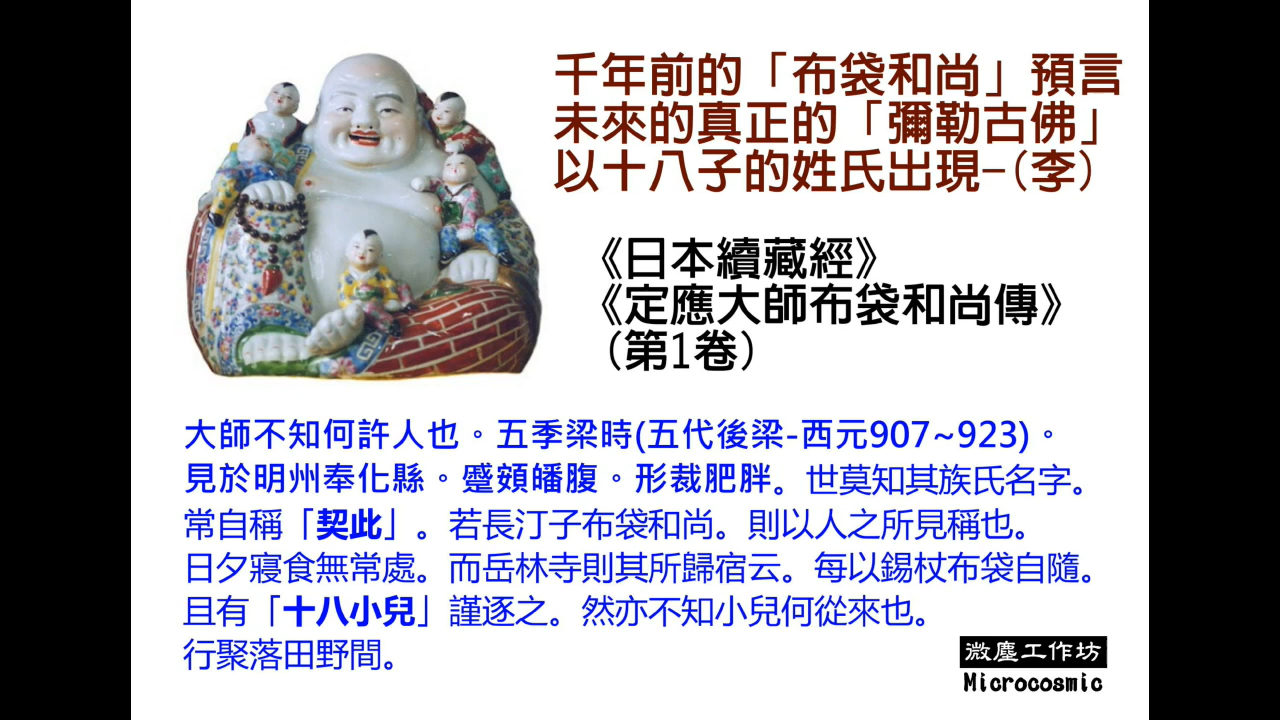 千年前的「布袋和尚」預言
未來的真正的「彌勒古佛」
以十八子的姓氏出現-(李)
《日本續藏經》
《定應大師布袋和尚傳》
(第1卷)
大師不知何許人也。五季梁時(五代後梁-西元907~923)。
見於明州奉化縣。蹙頞皤腹。形裁肥胖。世莫知其族氏名字。
常自稱「契此」。若長汀子布袋和尚。則以人之所見稱也。
日夕寢食無常處。而岳林寺則其所歸宿云。每以錫杖布袋自隨。
且有「十八小兒」謹逐之。然亦不知小兒何從來也。
行聚落田野間。
微塵工作坊
Microcosmic